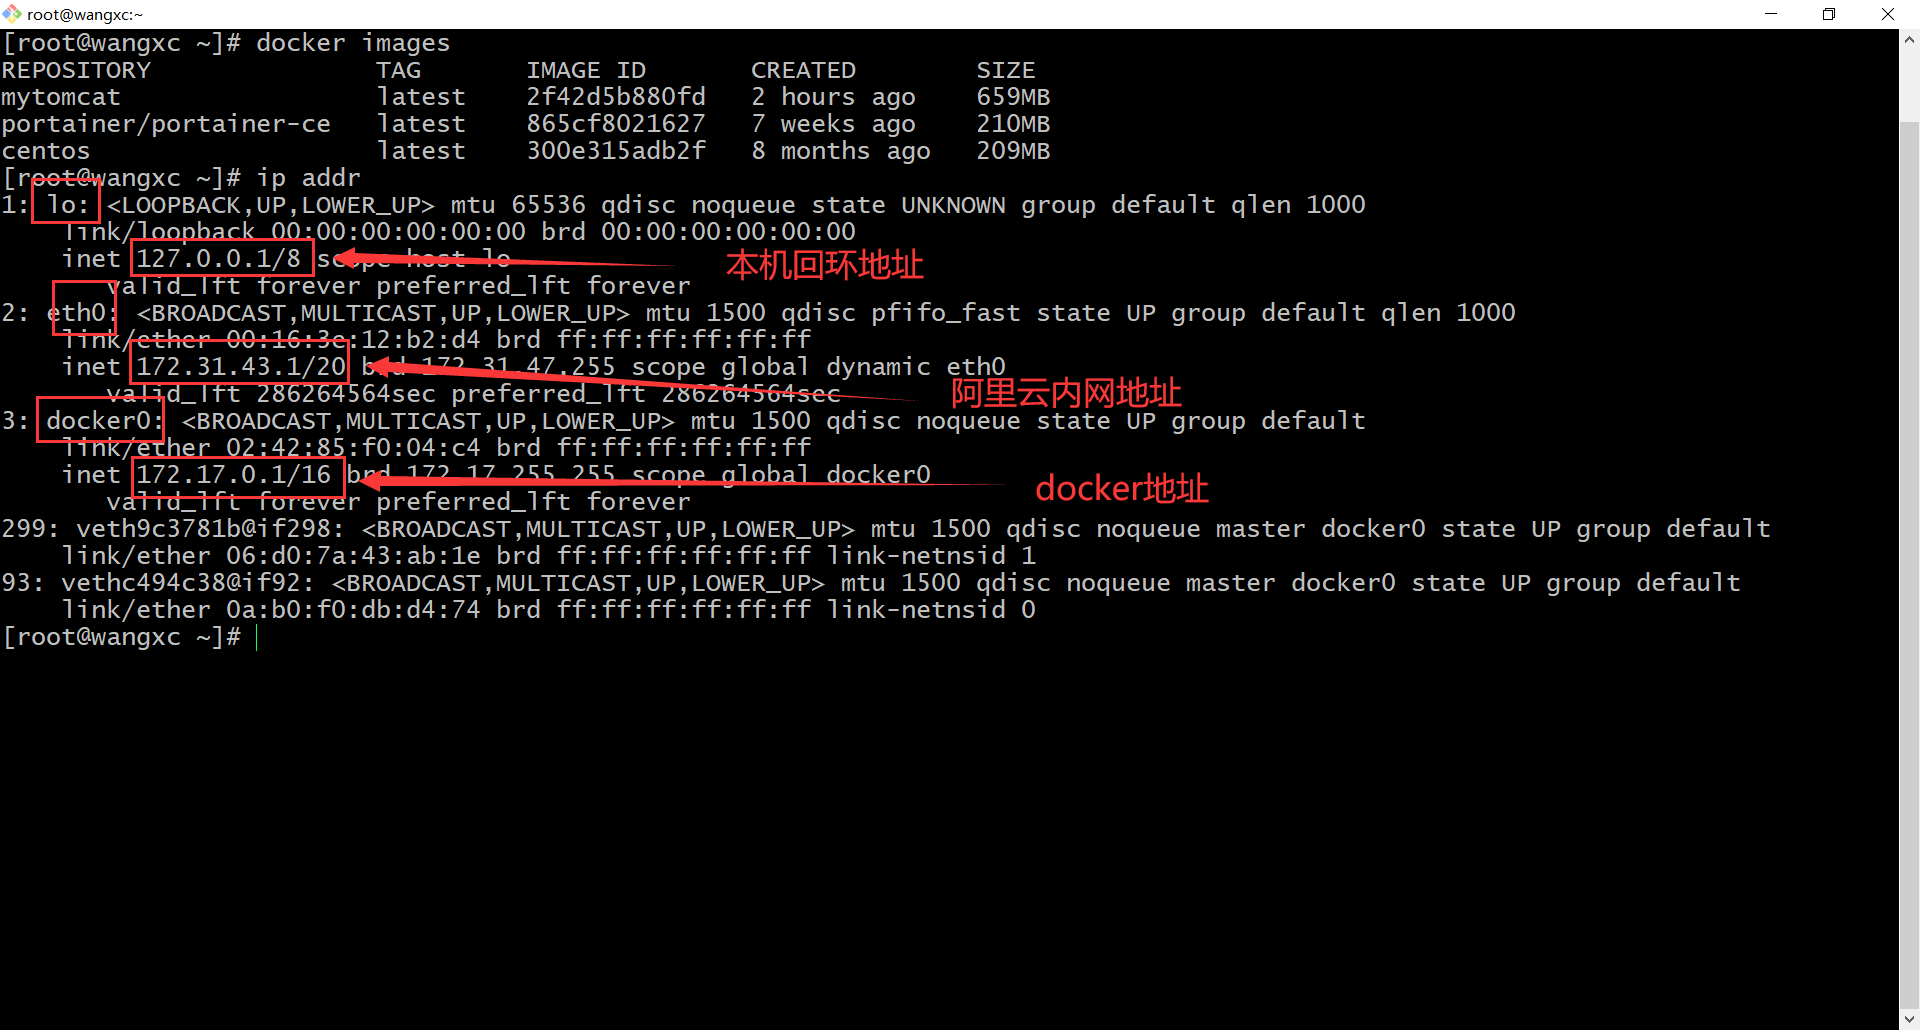 root@wangxc:~
[root@wangxc ~]# docker images
REPOSITORY TAG IMAGE ID CREATED SIZE
mytomcat latest 2f42d5b880fd 2 hours ago 659MB
portainer/portainer-ce latest 865cf8021627 7 weeks ago 210MB
centos latest 300e315adb2f 8 months ago 209MB
[root@wangxc ~]# ip addr
1: lo: <LOOPBACK,UP,LOWER_UP> mtu 65536 qdisc noqueue state UNKNOWN group default qlen 1000
link/loopback 00:00:00:00:00:00 brd 00:00:00:00:00:00
inet 127.0.0.1/8 scope host lo
本机回环地址
valid_lft forever preferred_lft forever
2: eth0: <BROADCAST,MULTICAST,UP,LOWER_UP> mtu 1500 qdisc pfifo_fast state UP group default qlen 1000
link/ether 00:16:3e:12:b2:d4 brd ff:ff:ff:ff:ff:ff
inet 172.31.43.1/20 brd 172.31.47.255 scope global dynamic eth0
valid_lft 286264564sec preferred_lft 286264564sec
阿里云内网地址
3: docker0: <BROADCAST,MULTICAST,UP,LOWER_UP> mtu 1500 qdisc noqueue state UP group default
link/ether 02:42:85:f0:04:c4 brd ff:ff:ff:ff:ff:ff
inet 172.17.0.1/16 brd 172.17.255.255 scope global docker0
docker地址
valid_lft forever preferred_lft forever
299: veth9c3781b@if298: <BROADCAST,MULTICAST,UP,LOWER_UP> mtu 1500 qdisc noqueue master docker0 state UP group default
link/ether 06:d0:7a:43:ab:1e brd ff:ff:ff:ff:ff:ff link-netnsid 1
93: vethc494c38@if92: <BROADCAST,MULTICAST,UP,LOWER_UP> mtu 1500 qdisc noqueue master docker0 state UP group default
link/ether 0a:b0:f0:db:d4:74 brd ff:ff:ff:ff:ff:ff link-netnsid 0
[root@wangxc ~]#